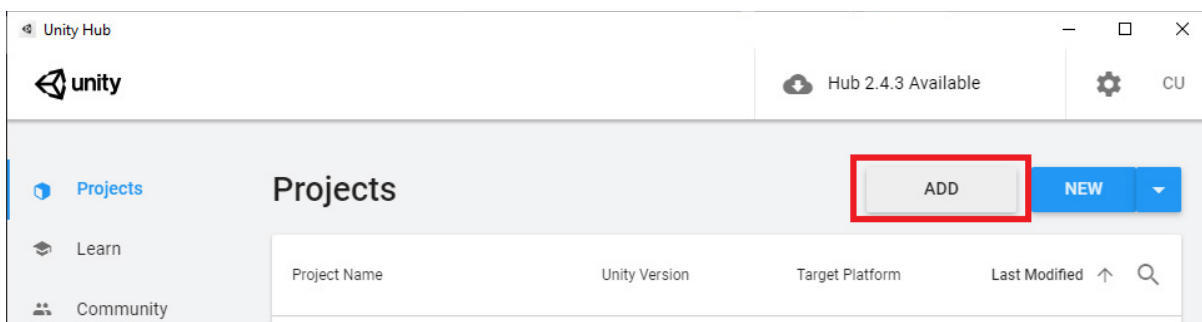 Unity Hub
unity
Hub 2.4.3 Available
CU
Projects
Projects
ADD
NEW
Learn
Project Name Unity Version Target Platform Last Modified
Community